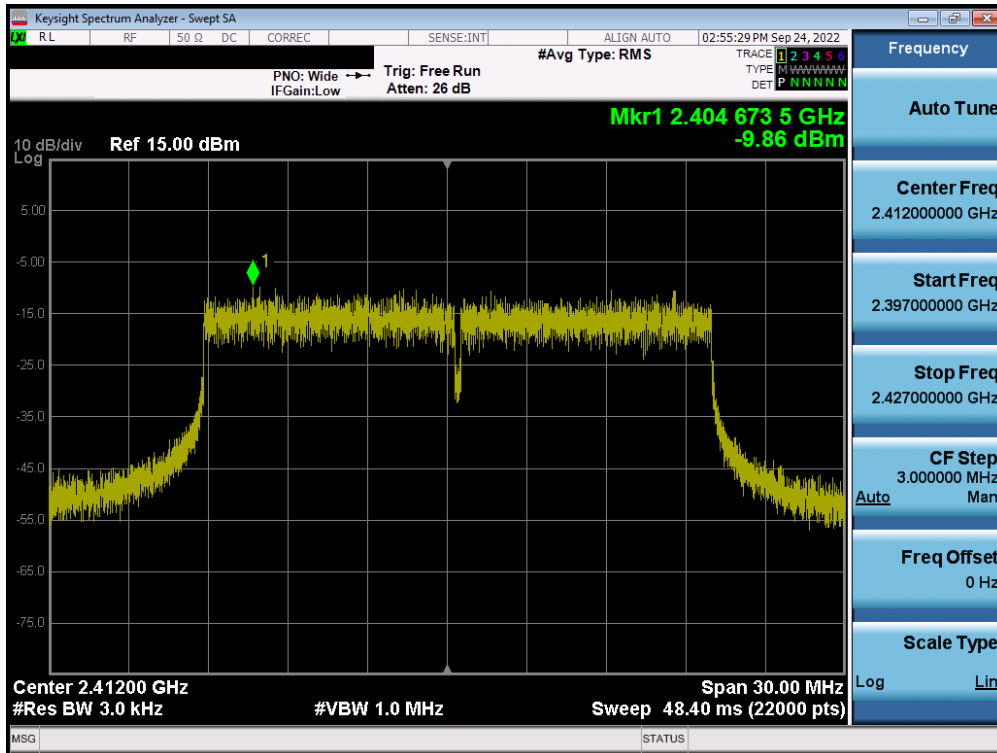 Keysight Spectrum Analyzer - Swept SA
LXI RL RF 50 Ω DC CORREC SENSE:INT ALIGN AUTO 02:55:29 PM Sep 24, 2022
Frequency
#Avg Type: RMS
TRACE 1 2 3 4 5 6
PNO: Wide Trig: Free Run
TYPE M W W W W W
IFGain:Low Atten: 26 dB
DET P N N N N N
Auto Tune
Mkr1 2.404 673 5 GHz
-9.86 dBm
10 dB/div Ref 15.00 dBm
Log
1
5.00
-5.00
-15.0
-25.0
-35.0
-45.0
-55.0
-65.0
-75.0
Center Freq
2.412000000 GHz
Start Freq
2.397000000 GHz
Stop Freq
2.427000000 GHz
CF Step
3.000000 MHz
Auto Man
Freq Offset
0 Hz
Scale Type
Log Lin
Center 2.41200 GHz Span 30.00 MHz
#Res BW 3.0 kHz #VBW 1.0 MHz Sweep 48.40 ms (22000 pts)
MSG STATUS